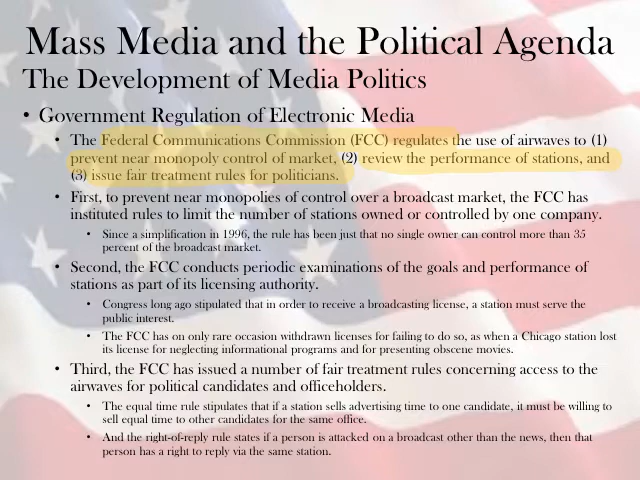 Mass Media and the Political Agenda
The Development of Media Politics
• Government Regulation of Electronic Media
• The Federal Communications Commission (FCC) regulates the use of airwaves to (1)
prevent near monopoly control of market, (2) review the performance of stations, and
(3) issue fair treatment rules for politicians.
• First, to prevent near monopolies of control over a broadcast market, the FCC has
instituted rules to limit the number of stations owned or controlled by one company.
• Since a simplification in 1996, the rule has been just that no single owner can control more than 35
percent of the broadcast market.
• Second, the FCC conducts periodic examinations of the goals and performance of
stations as part of its licensing authority.
• Congress long ago stipulated that in order to receive a broadcasting license, a station must serve the
public interest.
• The FCC has on only rare occasion withdrawn licenses for failing to do so, as when a Chicago station lost
its license for neglecting informational programs and for presenting obscene movies.
• Third, the FCC has issued a number of fair treatment rules concerning access to the
airwaves for political candidates and officeholders.
• The equal time rule stipulates that if a station sells advertising time to one candidate, it must be willing to
sell equal time to other candidates for the same office.
• And the right-of-reply rule states if a person is attacked on a broadcast other than the news, then that
person has a right to reply via the same station.